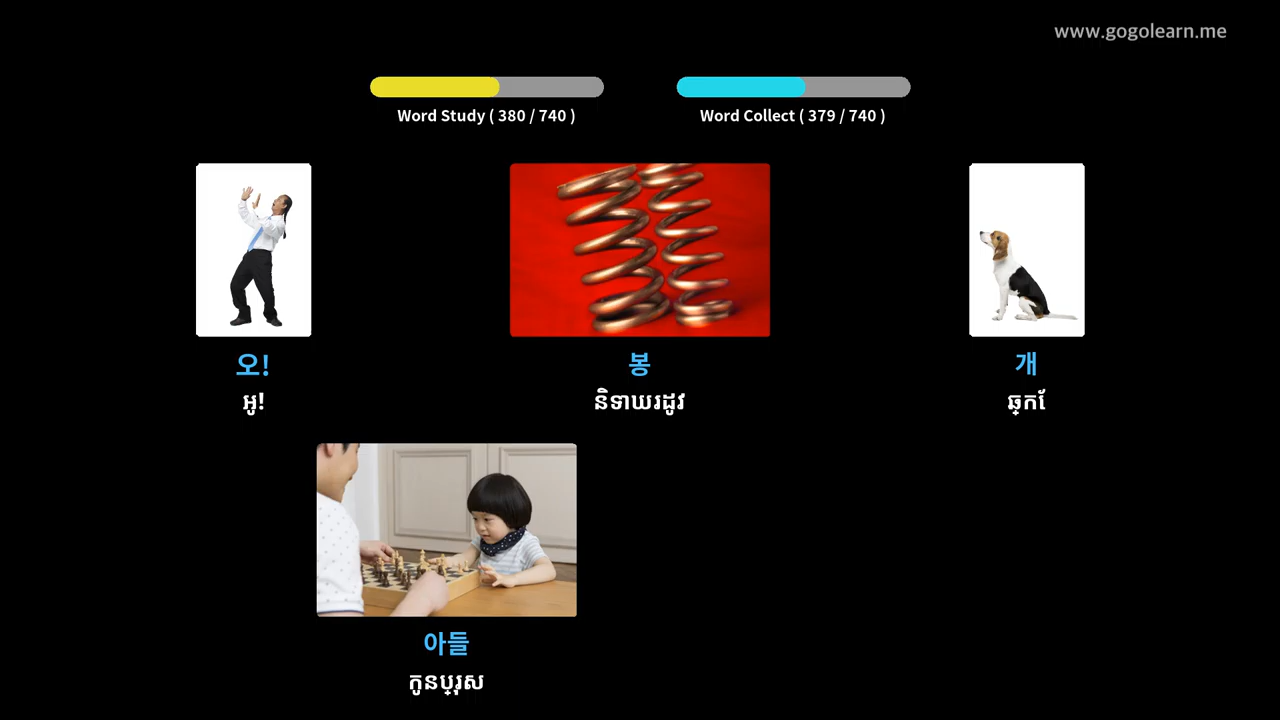 www.gogolearn.me
Word Study ( 380 / 740 )
Word Collect ( 379 / 740 )
오!
អូ!
봉
និទាឃរដូវ
개
ឆ្កែ
아들
កូនប្រុស